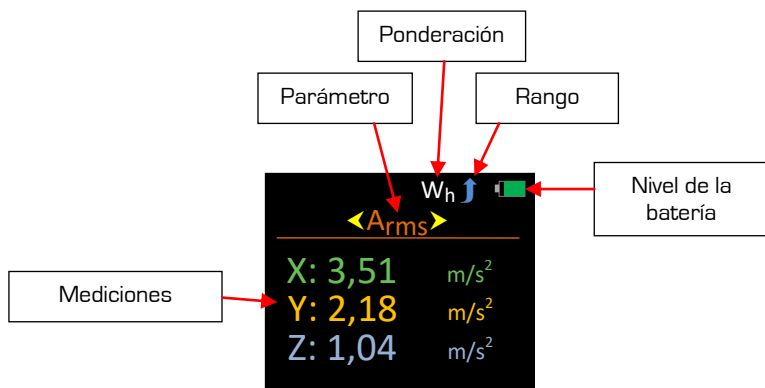 Ponderación
Parámetro
Rango
Nivel de la
batería
Mediciones
Wh
Arms
X: 3,51 m/s²
Y: 2,18 m/s²
Z: 1,04 m/s²